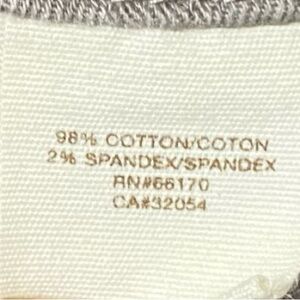 98% COTTON/COTON
2% SPANDEX/SPANDEX
RN#66170
CA#32054